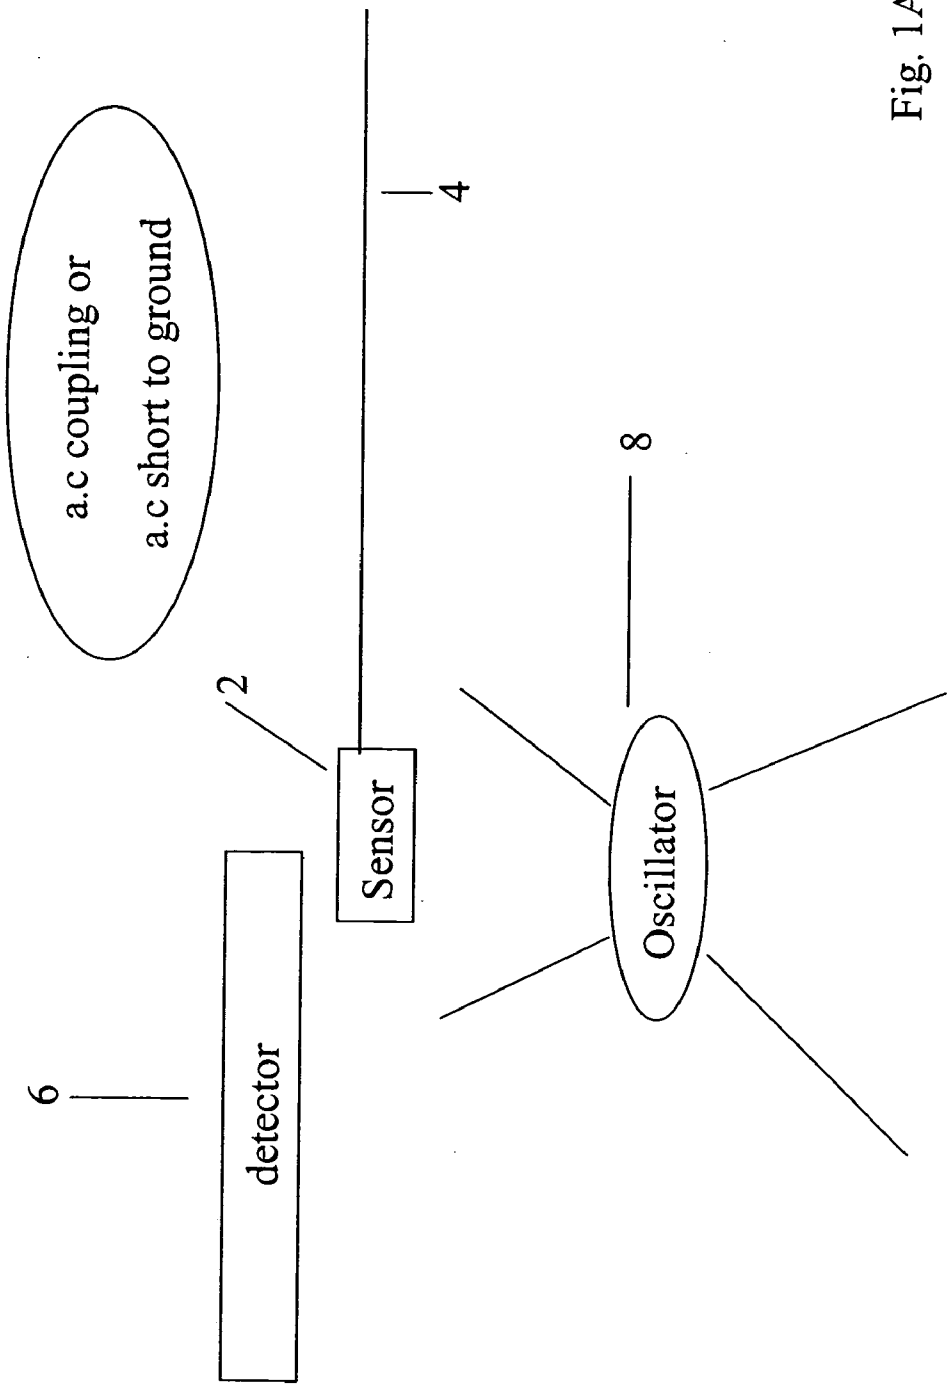 6
a.c coupling or
a.c short to ground
2
detector
Sensor
4
8
Oscillator
Fig. 1A